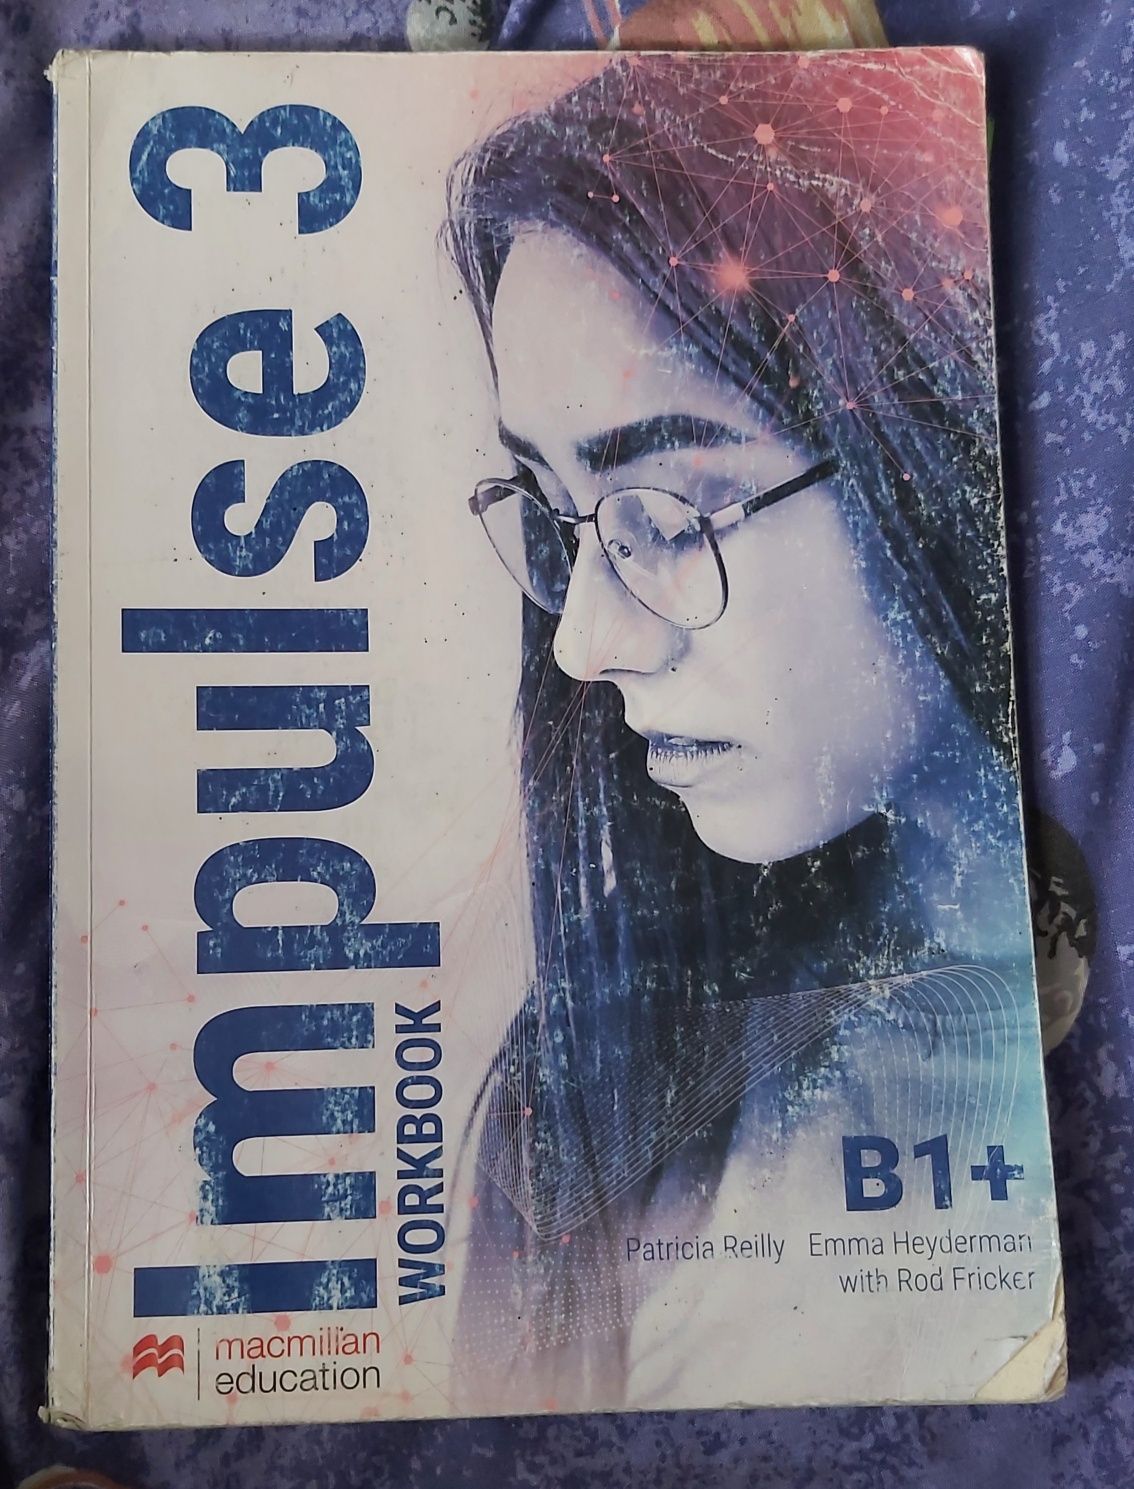 Impulse 3
WORKBOOK
B1+
Patricia Reilly Emma Heyderman
with Rod Fricker
macmillan
education